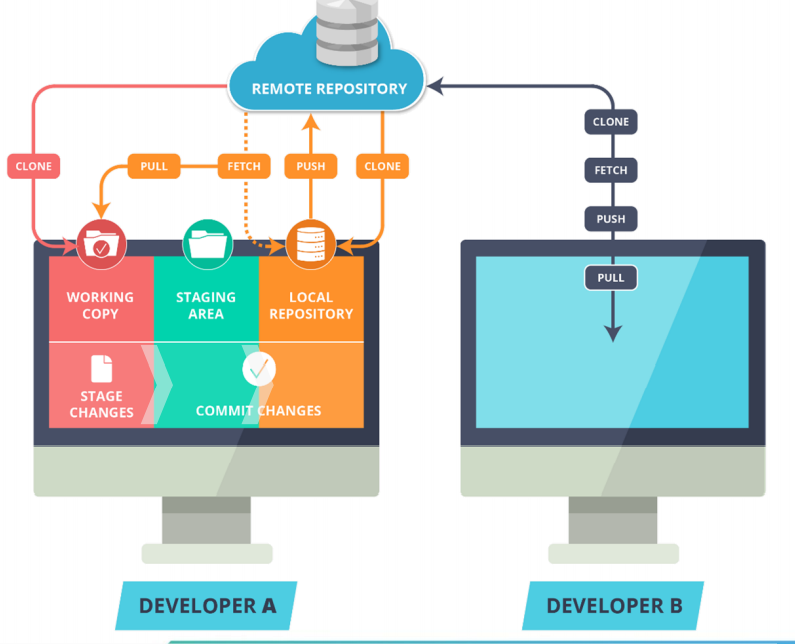 REMOTE REPOSITORY
CLONE
PULL
FETCH
PUSH
CLONE
WORKING
COPY
STAGING
AREA
LOCAL
REPOSITORY
STAGE
CHANGES
COMMIT CHANGES
DEVELOPER A
CLONE
FETCH
PUSH
PULL
DEVELOPER B